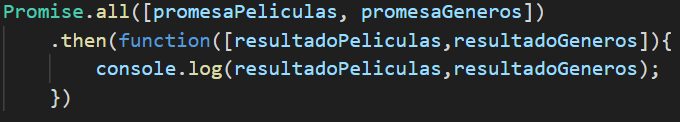 Promise.all([promesaPeliculas, promesaGeneros])
.then(function([resultadoPeliculas,resultadoGeneros]){
console.log(resultadoPeliculas,resultadoGeneros);
})